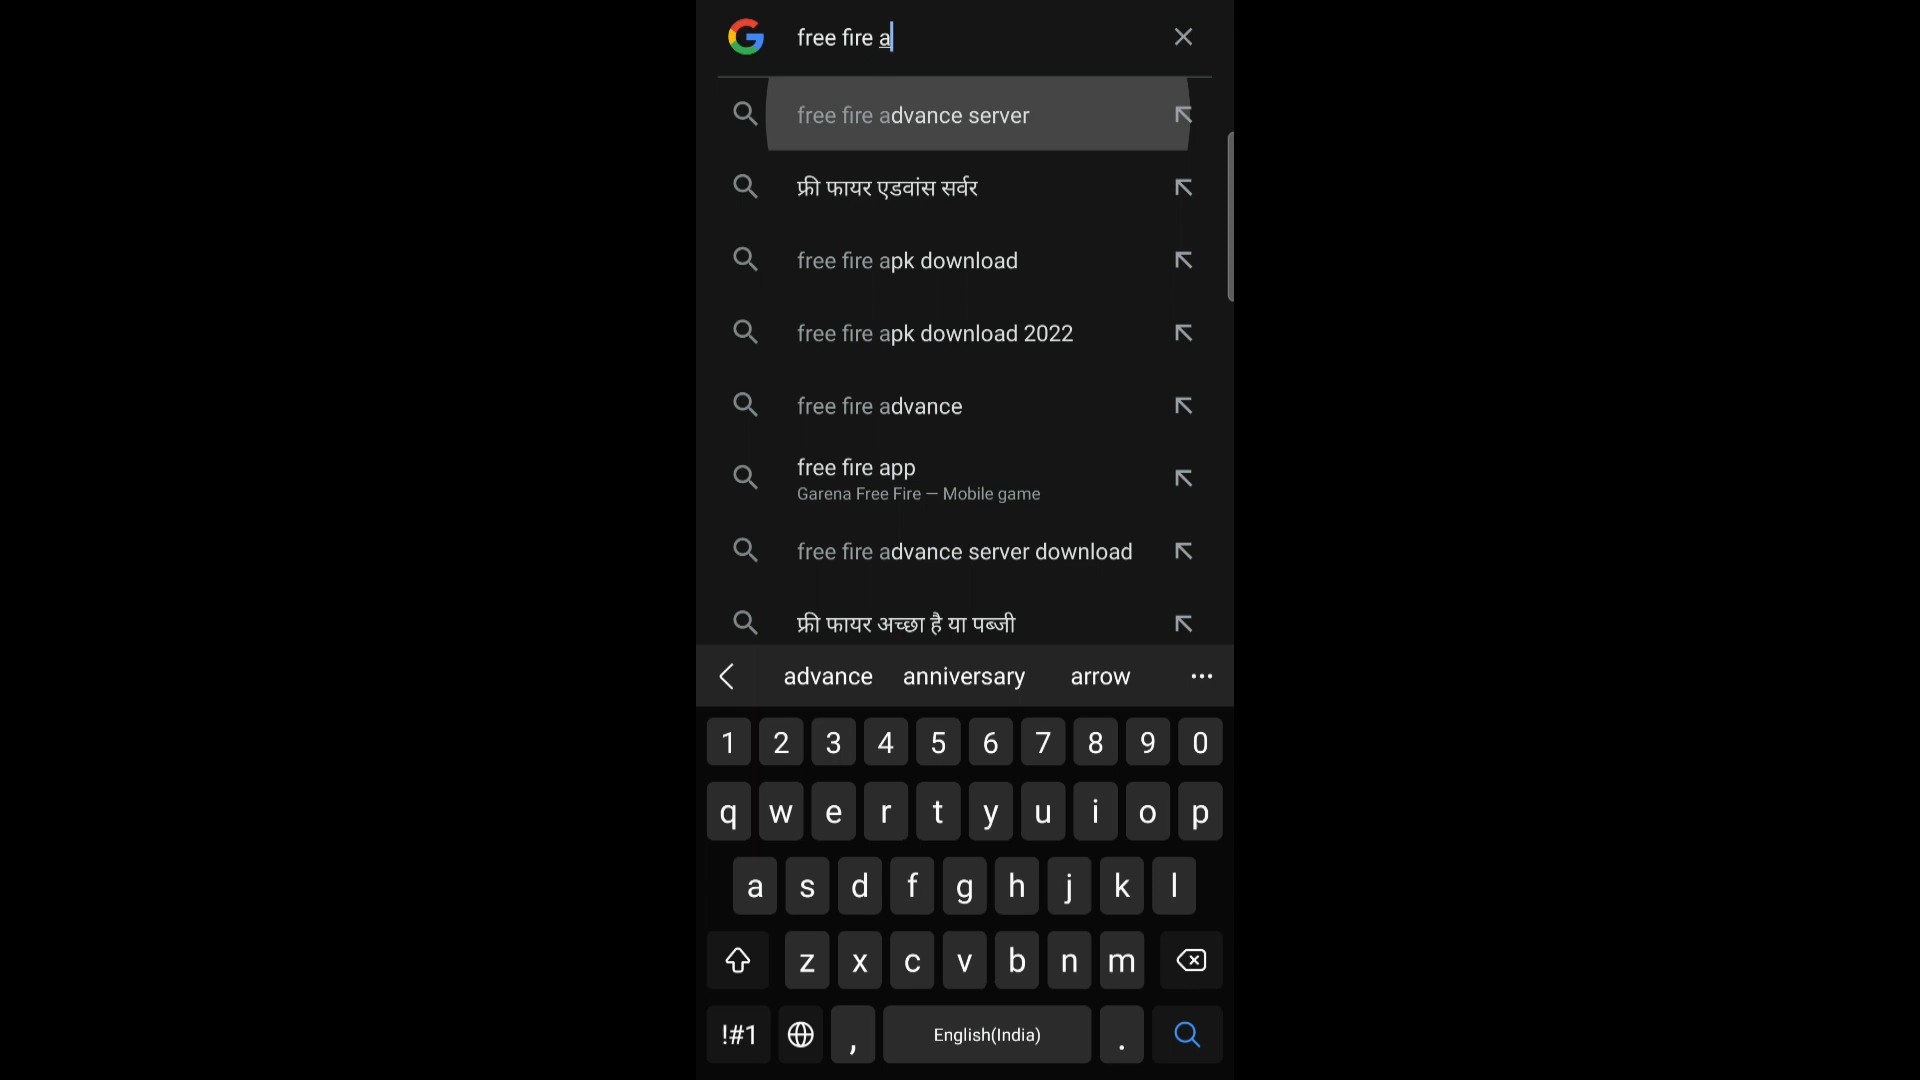 free fire a
free fire advance server
फ्री फायर एडवांस सर्वर
free fire apk download
free fire apk download 2022
free fire advance
free fire app
Garena Free Fire — Mobile game
free fire advance server download
फ्री फायर अच्छा है या पब्जी
advance anniversary arrow
1 2 3 4 5 6 7 8 9 0
q w e r t y u i o p
a s d f g h j k l
z x c v b n m
!#1 , English(India) .